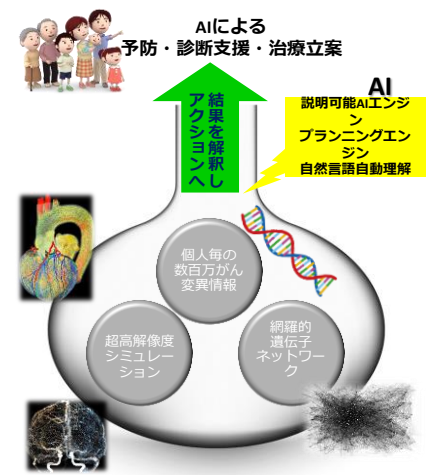 AIによる
予防・診断支援・治療立案
AI
説明可能AIエンジ
ン
プランニングエン
ジン
自然言語自動理解
結果を解釈し
アクションへ
個人毎の
数百万がん
変異情報
超高解像度
シミュレー
ション
網羅的
遺伝子
ネットワー
ク